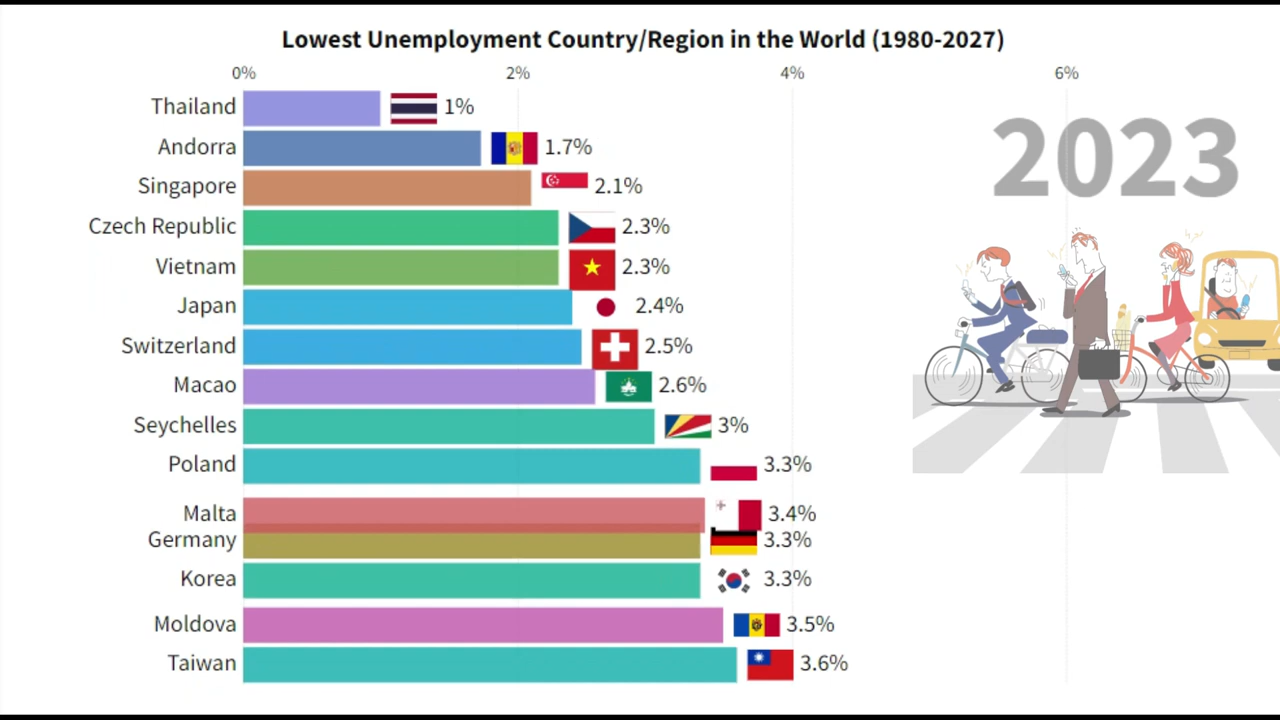 Lowest Unemployment Country/Region in the World (1980-2027)
0% 2% 4% 6%
2023
Thailand 1%
Andorra 1.7%
Singapore 2.1%
Czech Republic 2.3%
Vietnam 2.3%
Japan 2.4%
Switzerland 2.5%
Macao 2.6%
Seychelles 3%
Poland 3.3%
Malta 3.4%
Germany 3.3%
Korea 3.3%
Moldova 3.5%
Taiwan 3.6%